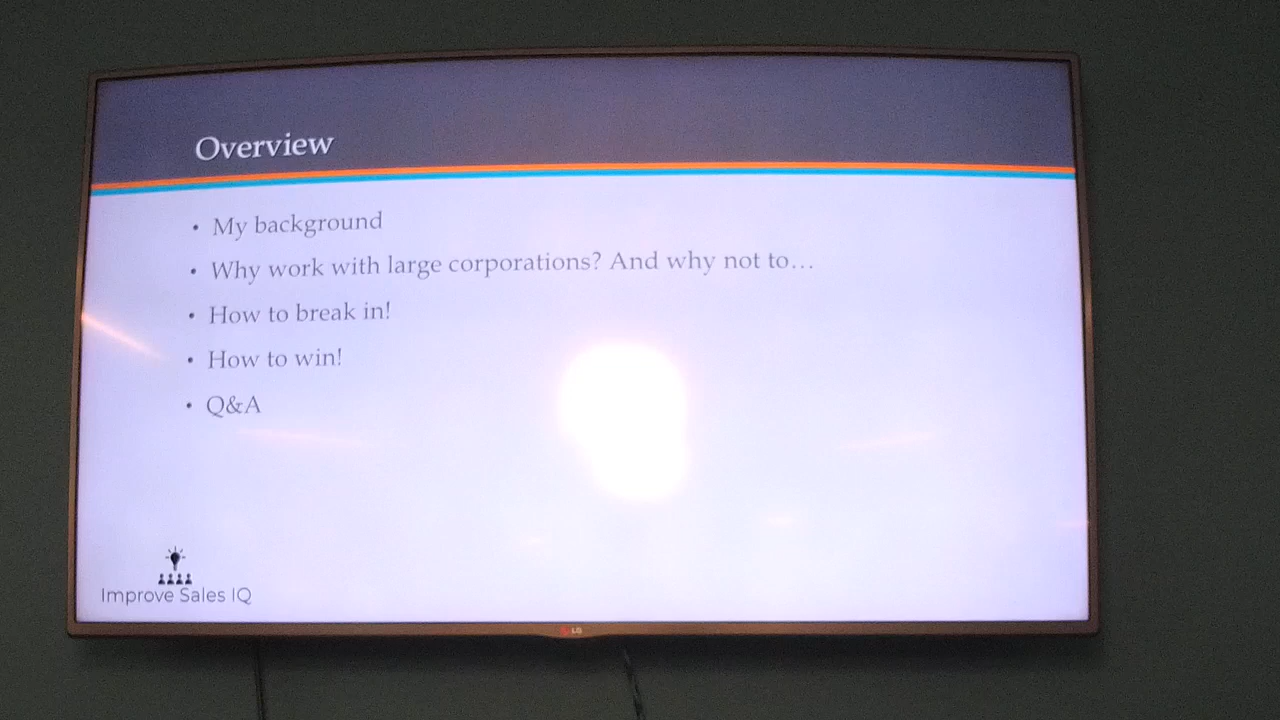 Overview
• My background
• Why work with large corporations? And why not to…
• How to break in!
• How to win!
• Q&A
Improve Sales IQ
LG